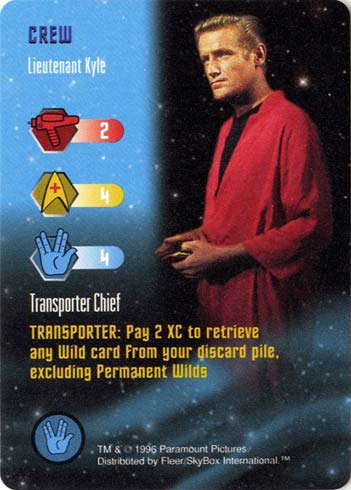 CREW
Lieutenant Kyle
2
4
4
Transporter Chief
TRANSPORTER: Pay 2 XC to retrieve
any Wild card from your discard pile,
excluding Permanent Wilds
TM & © 1996 Paramount Pictures.
Distributed by Fleer/SkyBox International.™